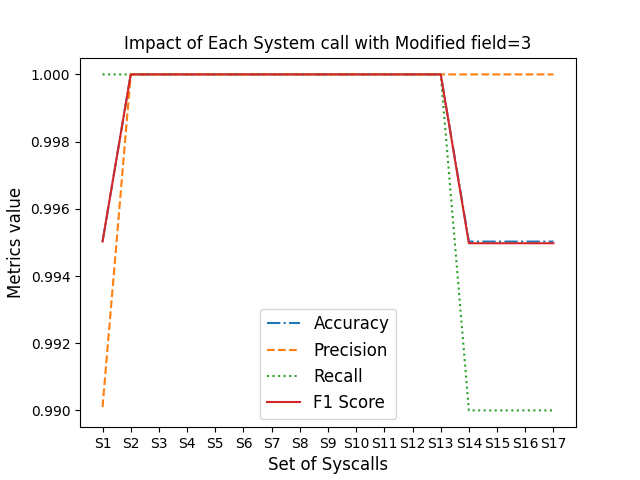 Impact of Each System call with Modified field=3
Metrics value
1.000
0.998
0.996
0.994
0.992
0.990
Accuracy
Precision
Recall
F1 Score
S1 S2 S3 S4 S5 S6 S7 S8 S9 S10 S11 S12 S13 S14 S15 S16 S17
Set of Syscalls